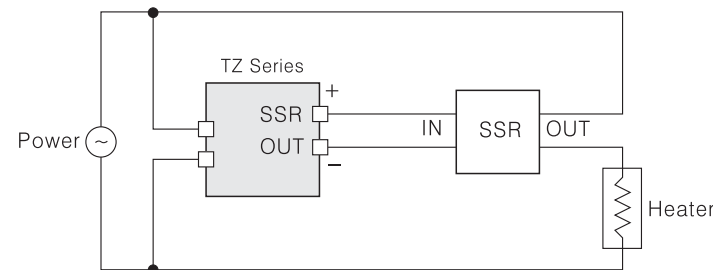 TZ Series
+
SSR
OUT
−
IN
SSR
OUT
Power
~
Heater